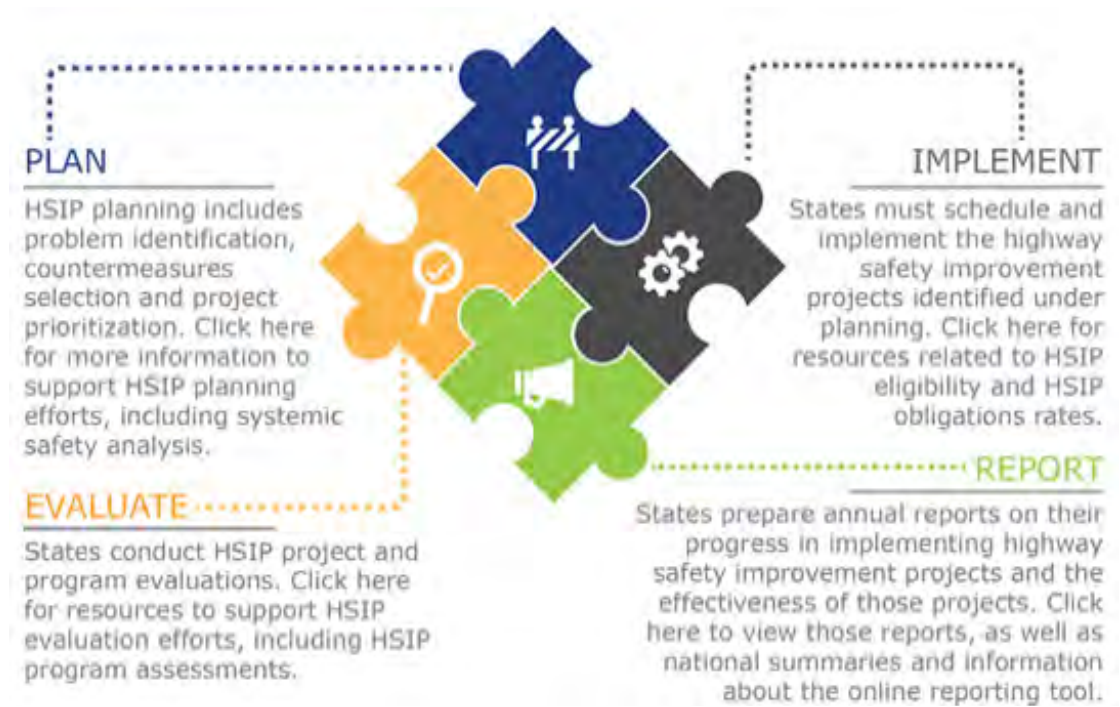 PLAN
HSIP planning includes
problem identification,
countermeasures
selection and project
prioritization. Click here
for more information to
support HSIP planning
efforts, including systemic
safety analysis.
IMPLEMENT
States must schedule and
implement the highway
safety improvement
projects identified under
planning. Click here for
resources related to HSIP
eligibility and HSIP
obligations rates.
EVALUATE
States conduct HSIP project and
program evaluations. Click here
for resources to support HSIP
evaluation efforts, including HSIP
program assessments.
REPORT
States prepare annual reports on their
progress in implementing highway
safety improvement projects and the
effectiveness of those projects. Click
here to view those reports, as well as
national summaries and information
about the online reporting tool.